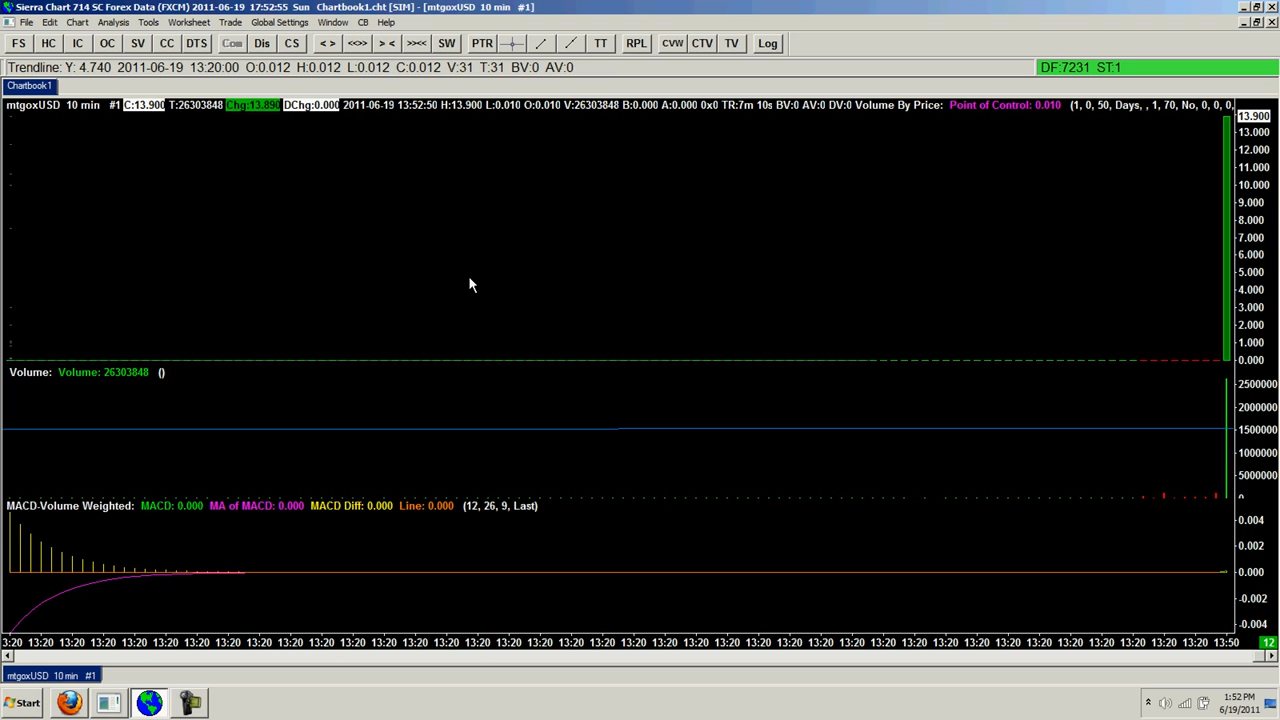 Sierra Chart 714 SC Forex Data (FXCM) 2011-06-19 17:52:55 Sun Chartbook1.cht [SIM] - [mtgoxUSD 10 min #1]
File Edit Chart Analysis Tools Worksheet Trade Global Settings Window CB Help
FS HC IC OC SV CC DTS Com Dis CS < > <<>> > < >><< SW PTR TT RPL CVW CTV TV Log
Trendline: Y: 4.740 2011-06-19 13:20:00 O:0.012 H:0.012 L:0.012 C:0.012 V:31 T:31 BV:0 AV:0 DF:7231 ST:1
Chartbook1
mtgoxUSD 10 min #1 C:13.900 T:26303848 Chg:13.890 DChg:0.000 2011-06-19 13:52:50 H:13.900 L:0.010 O:0.010 V:26303848 B:0.000 A:0.000 0x0 TR:7m 10s BV:0 AV:0 DV:0 Volume By Price: Point of Control: 0.010 (1, 0, 50, Days, , 1, 70, No, 0, 0, 0,
13.900
13.000
12.000
11.000
10.000
9.000
8.000
7.000
6.000
5.000
4.000
3.000
2.000
1.000
0.000
Volume: Volume: 26303848 ()
2500000
2000000
1500000
1000000
5000000
0
MACD-Volume Weighted: MACD: 0.000 MA of MACD: 0.000 MACD Diff: 0.000 Line: 0.000 (12, 26, 9, Last)
0.004
0.002
0.000
-0.002
-0.004
3:20 13:20 13:20 13:20 13:20 13:20 13:20 13:20 13:20 13:20 13:20 13:20 13:20 13:20 13:20 13:20 13:20 13:20 13:20 13:20 13:20 13:20 13:20 13:20 13:20 13:20 13:20 13:20 13:20 13:20 13:20 13:20 13:20 13:20 13:20 13:20 13:20 13:20 13:20 13:50 12
mtgoxUSD 10 min #1
Start
1:52 PM
6/19/2011